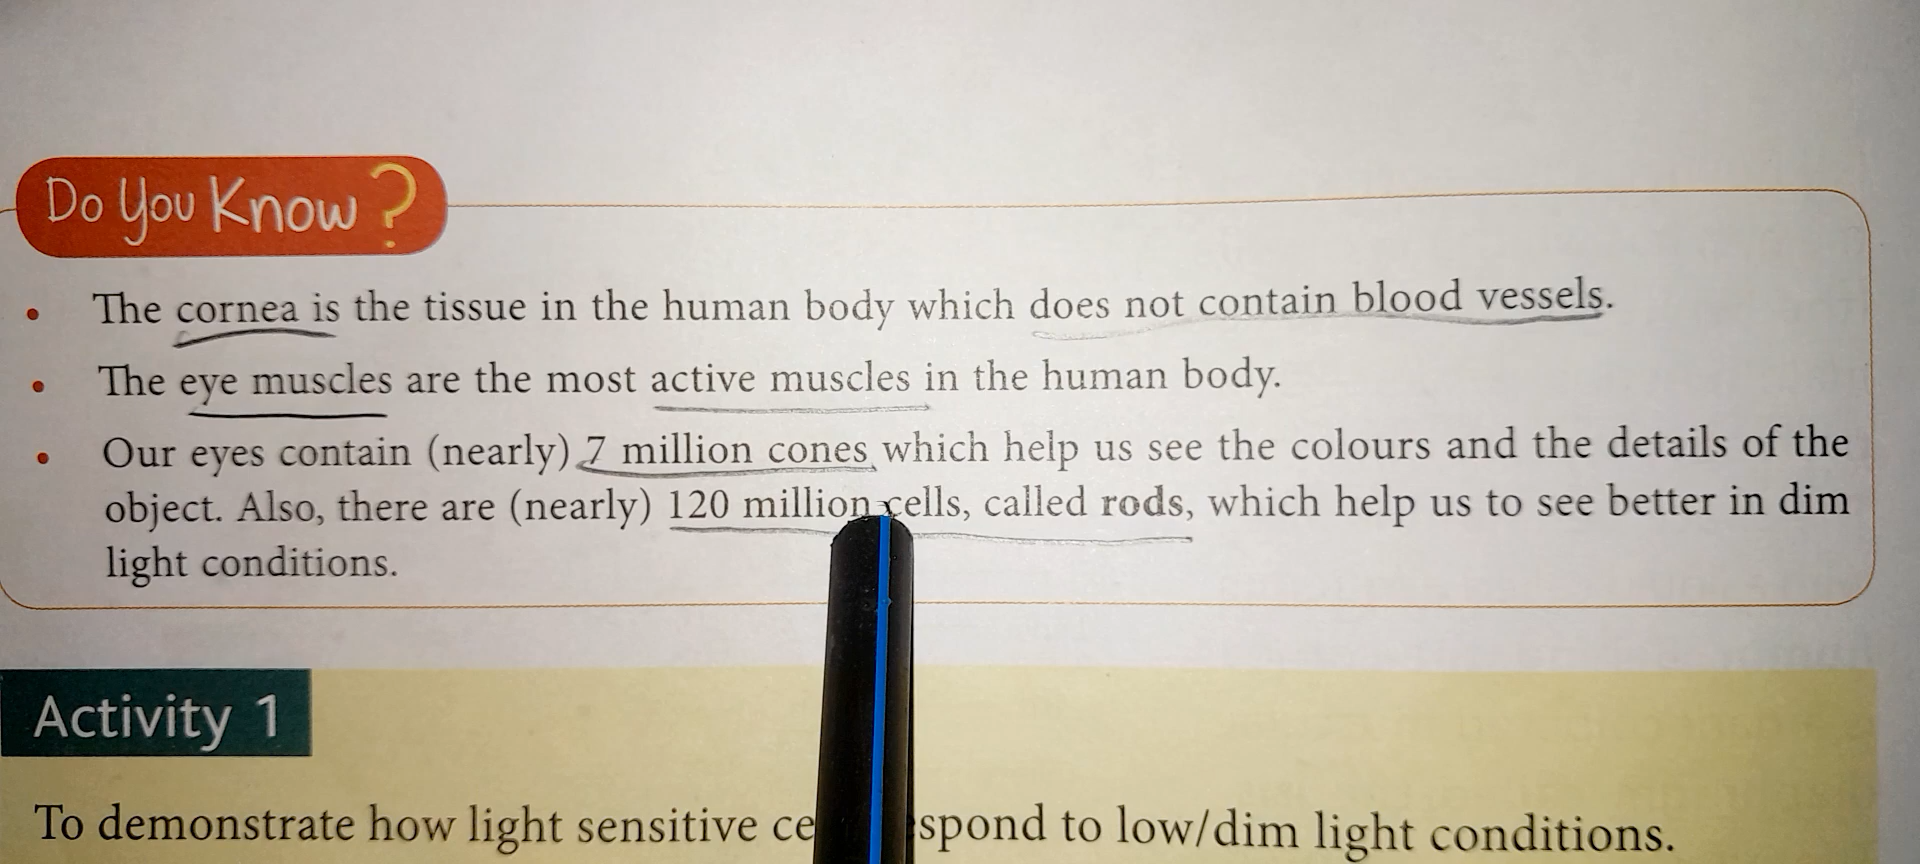 Do You Know?
• The cornea is the tissue in the human body which does not contain blood vessels.
• The eye muscles are the most active muscles in the human body.
• Our eyes contain (nearly) 7 million cones which help us see the colours and the details of the
object. Also, there are (nearly) 120 million cells, called rods, which help us to see better in dim
light conditions.
Activity 1
To demonstrate how light sensitive to low/dim light conditions.